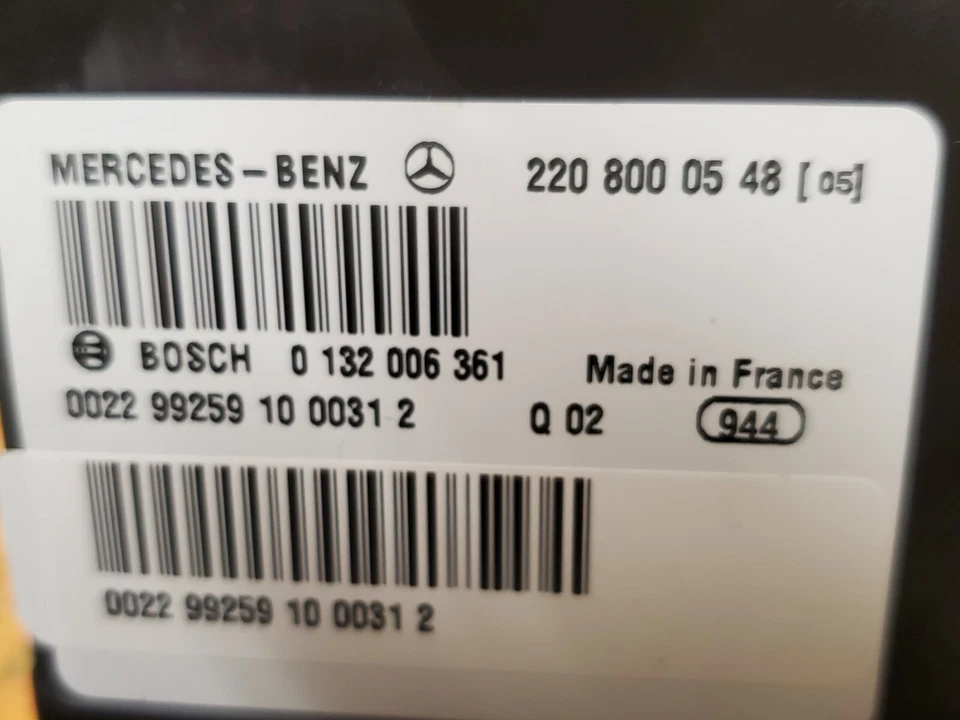 MERCEDES-BENZ 220 800 05 48 [05]
BOSCH 0 132 006 361 Made in France
0022 99259 10 0031 2 Q 02 944
0022 99259 10 0031 2